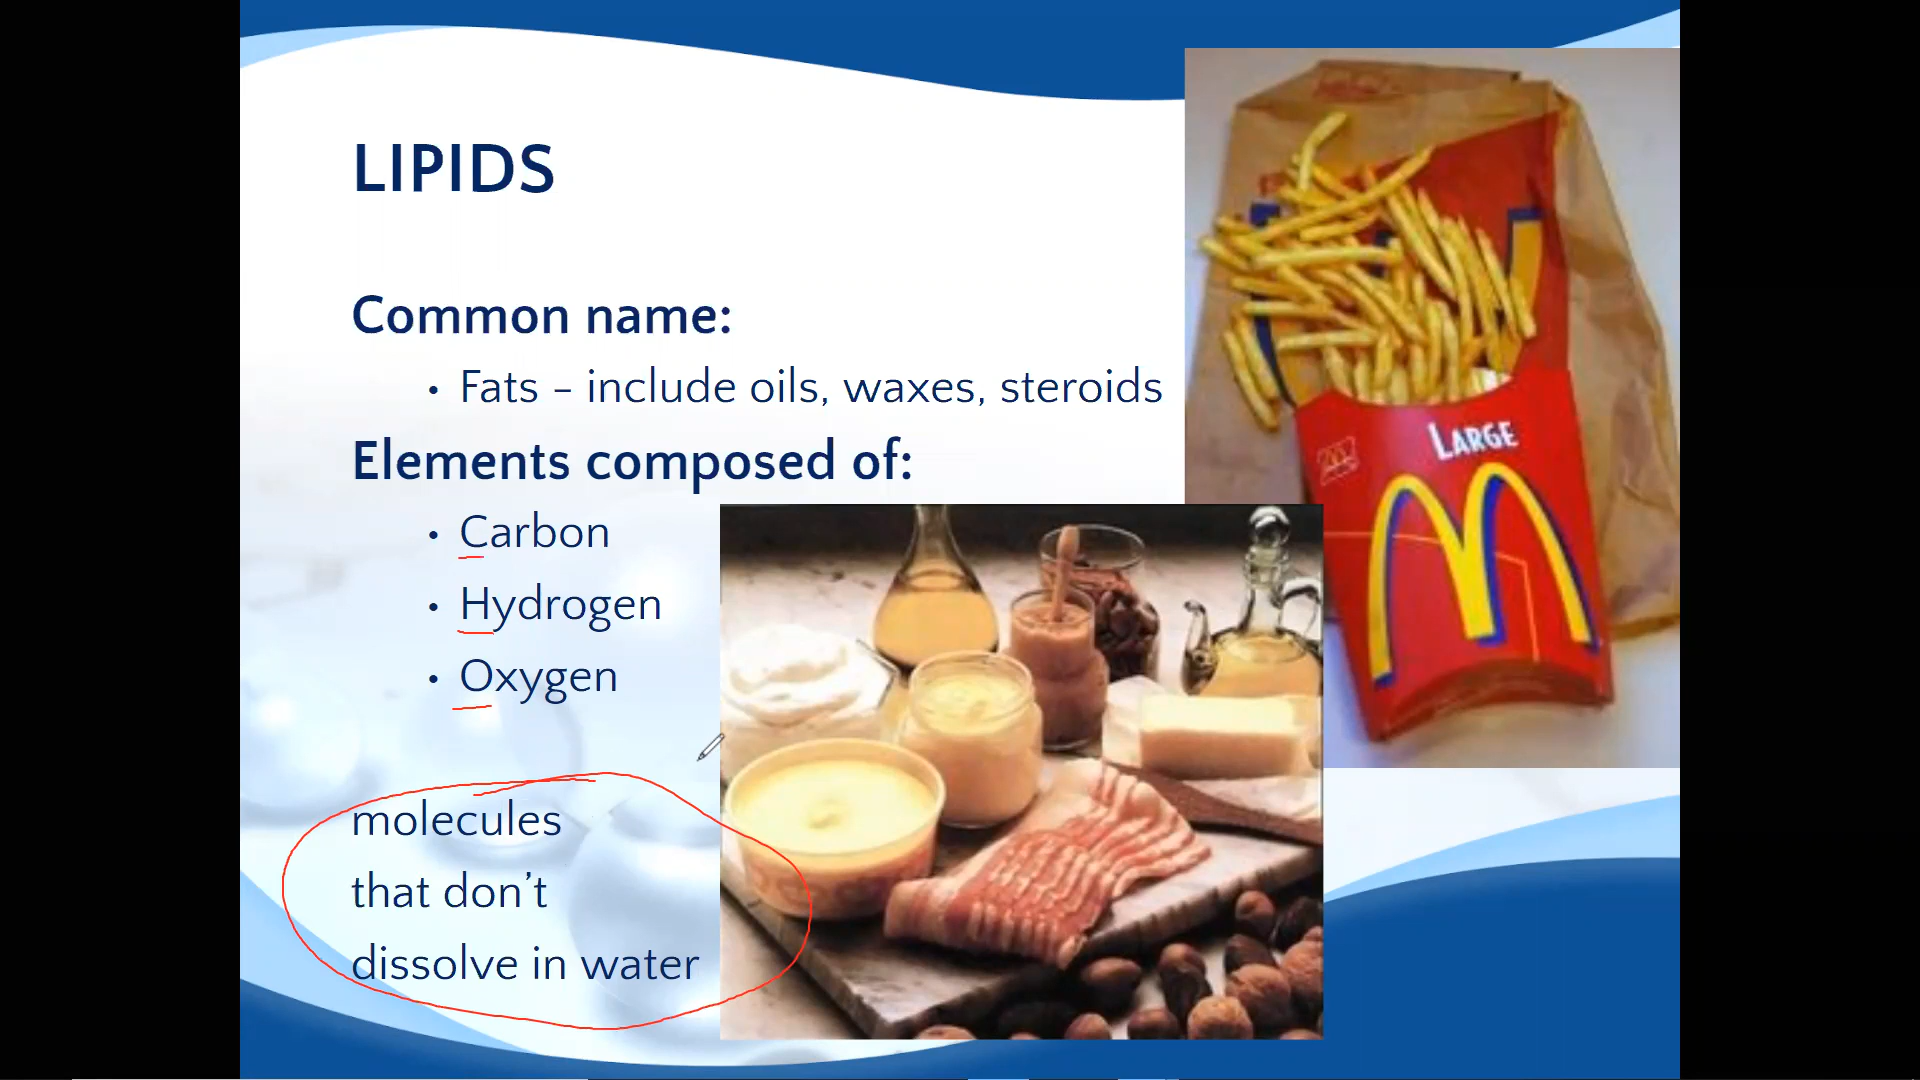 LIPIDS
Common name:
• Fats – include oils, waxes, steroids
Elements composed of:
• Carbon
• Hydrogen
• Oxygen
molecules
that don’t
dissolve in water
LARGE